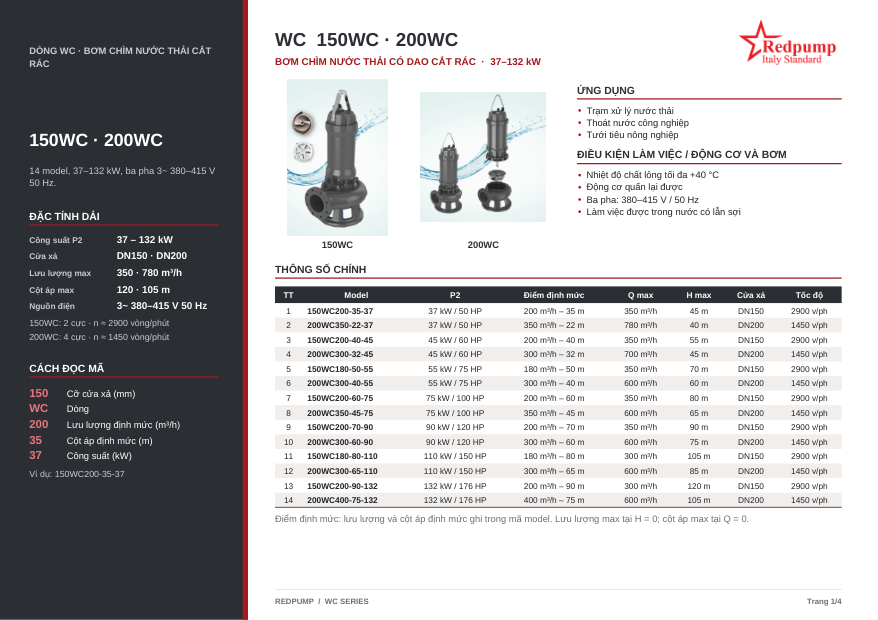 DÒNG WC · BƠM CHÌM NƯỚC THẢI CẮT
RÁC
150WC · 200WC
14 model, 37–132 kW, ba pha 3~ 380–415 V
50 Hz.
ĐẶC TÍNH DẢI
Công suất P2 37 – 132 kW
Cửa xả DN150 · DN200
Lưu lượng max 350 · 780 m³/h
Cột áp max 120 · 105 m
Nguồn điện 3~ 380–415 V 50 Hz
150WC: 2 cực · n ≈ 2900 vòng/phút
200WC: 4 cực · n ≈ 1450 vòng/phút
CÁCH ĐỌC MÃ
150 Cỡ cửa xả (mm)
WC Dòng
200 Lưu lượng định mức (m³/h)
35 Cột áp định mức (m)
37 Công suất (kW)
Ví dụ: 150WC200-35-37
WC 150WC · 200WC
BƠM CHÌM NƯỚC THẢI CÓ DAO CẮT RÁC · 37–132 kW
Redpump
Italy Standard
150WC
200WC
ỨNG DỤNG
• Trạm xử lý nước thải
• Thoát nước công nghiệp
• Tưới tiêu nông nghiệp
ĐIỀU KIỆN LÀM VIỆC / ĐỘNG CƠ VÀ BƠM
• Nhiệt độ chất lỏng tối đa +40 °C
• Động cơ quấn lại được
• Ba pha: 380–415 V / 50 Hz
• Làm việc được trong nước có lẫn sợi
THÔNG SỐ CHÍNH
TT Model P2 Điểm định mức Q max H max Cửa xả Tốc độ
1 150WC200-35-37 37 kW / 50 HP 200 m³/h – 35 m 350 m³/h 45 m DN150 2900 v/ph
2 200WC350-22-37 37 kW / 50 HP 350 m³/h – 22 m 780 m³/h 40 m DN200 1450 v/ph
3 150WC200-40-45 45 kW / 60 HP 200 m³/h – 40 m 350 m³/h 55 m DN150 2900 v/ph
4 200WC300-32-45 45 kW / 60 HP 300 m³/h – 32 m 700 m³/h 45 m DN200 1450 v/ph
5 150WC180-50-55 55 kW / 75 HP 180 m³/h – 50 m 350 m³/h 70 m DN150 2900 v/ph
6 200WC300-40-55 55 kW / 75 HP 300 m³/h – 40 m 600 m³/h 60 m DN200 1450 v/ph
7 150WC200-60-75 75 kW / 100 HP 200 m³/h – 60 m 350 m³/h 80 m DN150 2900 v/ph
8 200WC350-45-75 75 kW / 100 HP 350 m³/h – 45 m 600 m³/h 65 m DN200 1450 v/ph
9 150WC200-70-90 90 kW / 120 HP 200 m³/h – 70 m 350 m³/h 90 m DN150 2900 v/ph
10 200WC300-60-90 90 kW / 120 HP 300 m³/h – 60 m 600 m³/h 75 m DN200 1450 v/ph
11 150WC180-80-110 110 kW / 150 HP 180 m³/h – 80 m 300 m³/h 105 m DN150 2900 v/ph
12 200WC300-65-110 110 kW / 150 HP 300 m³/h – 65 m 600 m³/h 85 m DN200 1450 v/ph
13 150WC200-90-132 132 kW / 176 HP 200 m³/h – 90 m 300 m³/h 120 m DN150 2900 v/ph
14 200WC400-75-132 132 kW / 176 HP 400 m³/h – 75 m 600 m³/h 105 m DN200 1450 v/ph
Điểm định mức: lưu lượng và cột áp định mức ghi trong mã model. Lưu lượng max tại H = 0; cột áp max tại Q = 0.
REDPUMP / WC SERIES
Trang 1/4